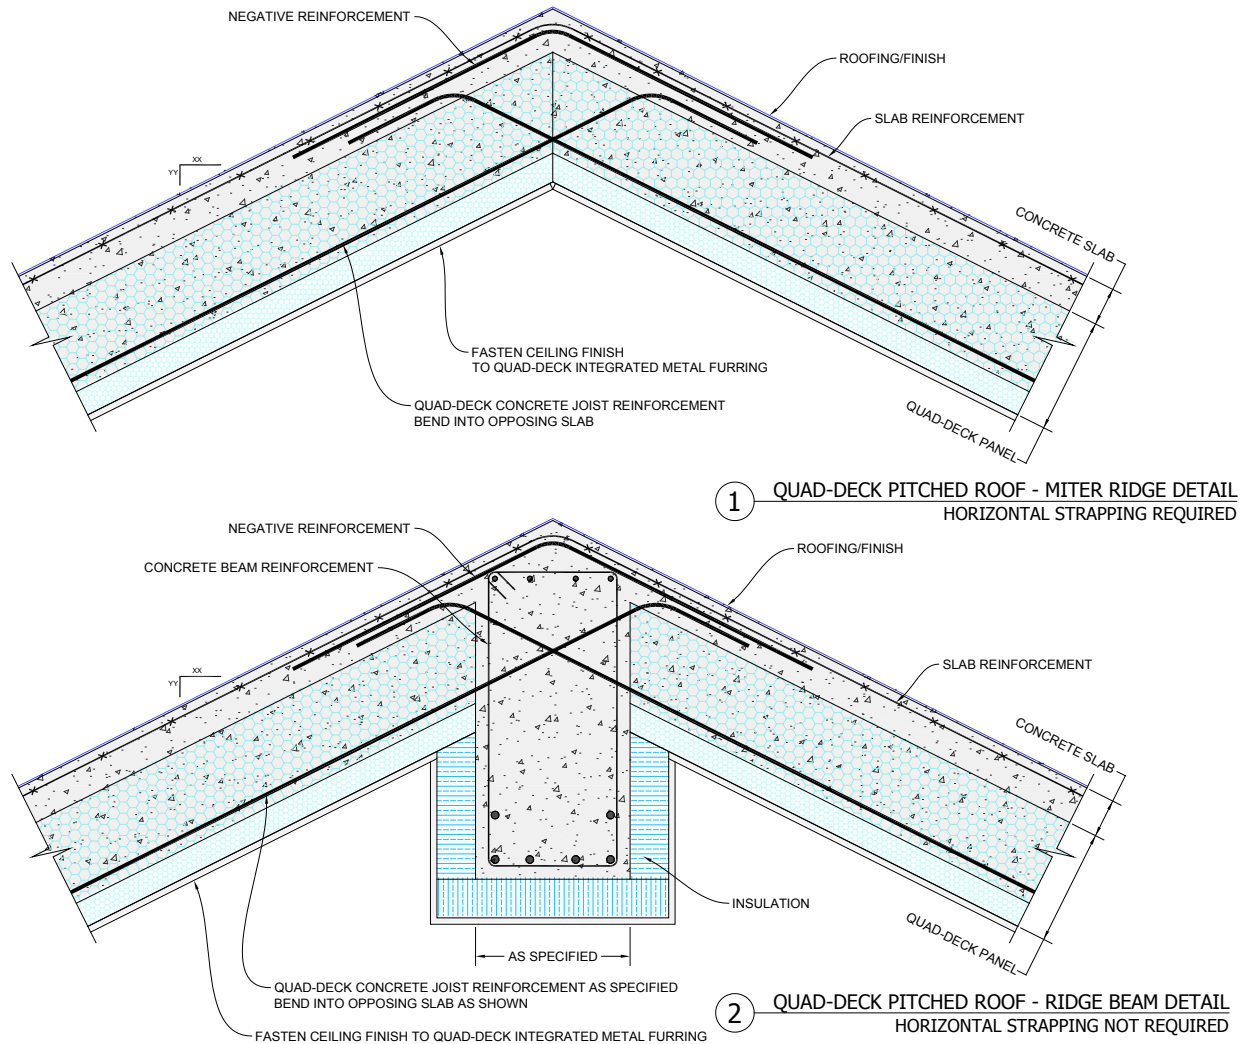 NEGATIVE REINFORCEMENT
ROOFING/FINISH
SLAB REINFORCEMENT
XX
YY
CONCRETE SLAB
FASTEN CEILING FINISH
TO QUAD-DECK INTEGRATED METAL FURRING
QUAD-DECK CONCRETE JOIST REINFORCEMENT
BEND INTO OPPOSING SLAB
QUAD-DECK PANEL
1
QUAD-DECK PITCHED ROOF - MITER RIDGE DETAIL
HORIZONTAL STRAPPING REQUIRED
NEGATIVE REINFORCEMENT
ROOFING/FINISH
CONCRETE BEAM REINFORCEMENT
SLAB REINFORCEMENT
XX
YY
CONCRETE SLAB
INSULATION
QUAD-DECK PANEL
AS SPECIFIED
QUAD-DECK CONCRETE JOIST REINFORCEMENT AS SPECIFIED
BEND INTO OPPOSING SLAB AS SHOWN
2
QUAD-DECK PITCHED ROOF - RIDGE BEAM DETAIL
HORIZONTAL STRAPPING NOT REQUIRED
FASTEN CEILING FINISH TO QUAD-DECK INTEGRATED METAL FURRING